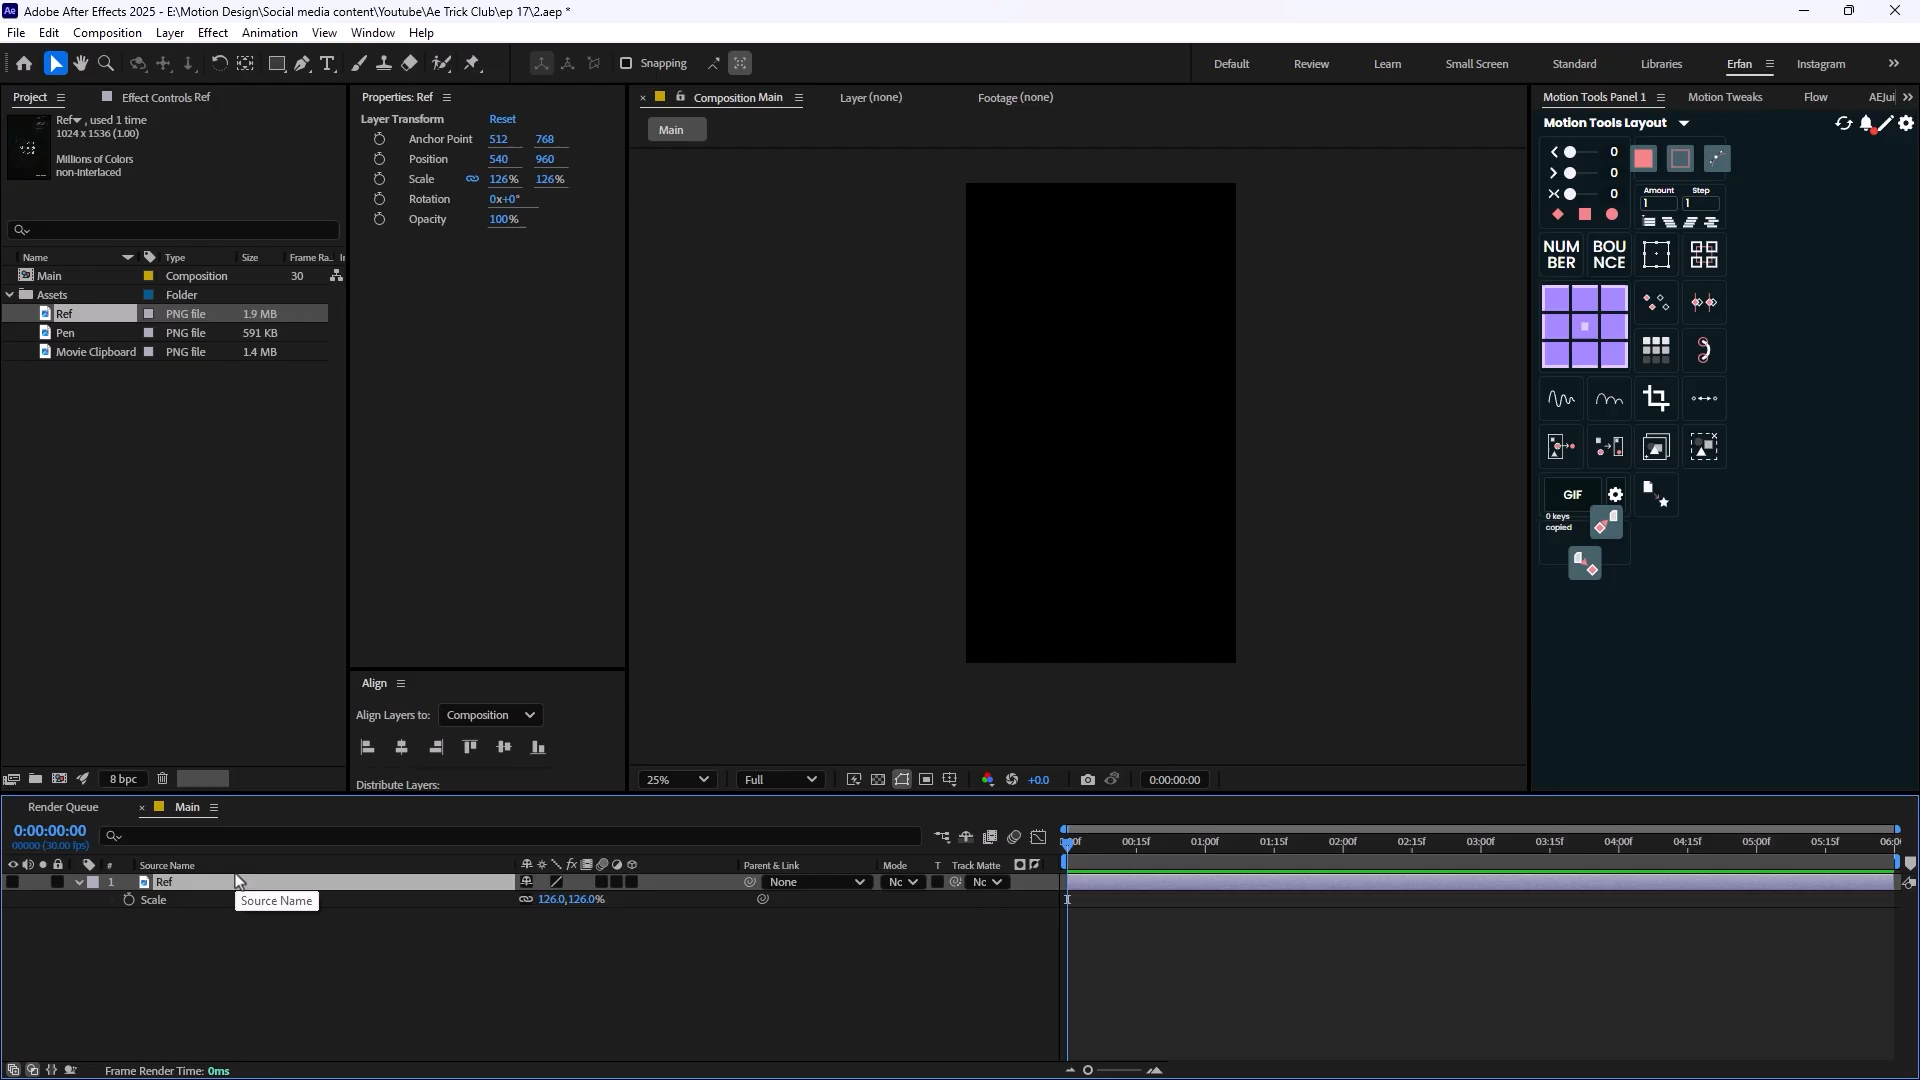 Adobe After Effects 2025 - E:\Motion Design\Social media content\Youtube\Ae Trick Club\ep 17\2.aep *
File Edit Composition Layer Effect Animation View Window Help
Snapping
Default Review Learn Small Screen Standard Libraries Erfan Instagram
Project Effect Controls Ref
Ref , used 1 time
1024 x 1536 (1.00)
Millions of Colors
non-interlaced
Name Type Size Frame Ra..
Main Composition 30
Assets Folder
Ref PNG file 1.9 MB
Pen PNG file 591 KB
Movie Clipboard PNG file 1.4 MB
8 bpc
Properties: Ref
Layer Transform Reset
Anchor Point 512 768
Position 540 960
Scale 126% 126%
Rotation 0x+0°
Opacity 100%
Align
Align Layers to: Composition
Distribute Layers:
Composition Main Layer (none) Footage (none)
Main
25% Full +0.0 0:00:00:00
Motion Tools Panel 1 Motion Tweaks Flow AEJui
Motion Tools Layout
0
0
0
Amount Step
1 1
NUM
BER
BOU
NCE
GIF
0 keys
copied
Render Queue Main
0:00:00:00
00000 (30.00 fps)
# Source Name Parent & Link Mode T Track Matte
00:15f 01:00f 01:15f 02:00f 02:15f 03:00f 03:15f 04:00f 04:15f 05:00f 05:15f
1 Ref None Nc Nc
Scale 126.0,126.0%
Source Name
Frame Render Time: 0ms